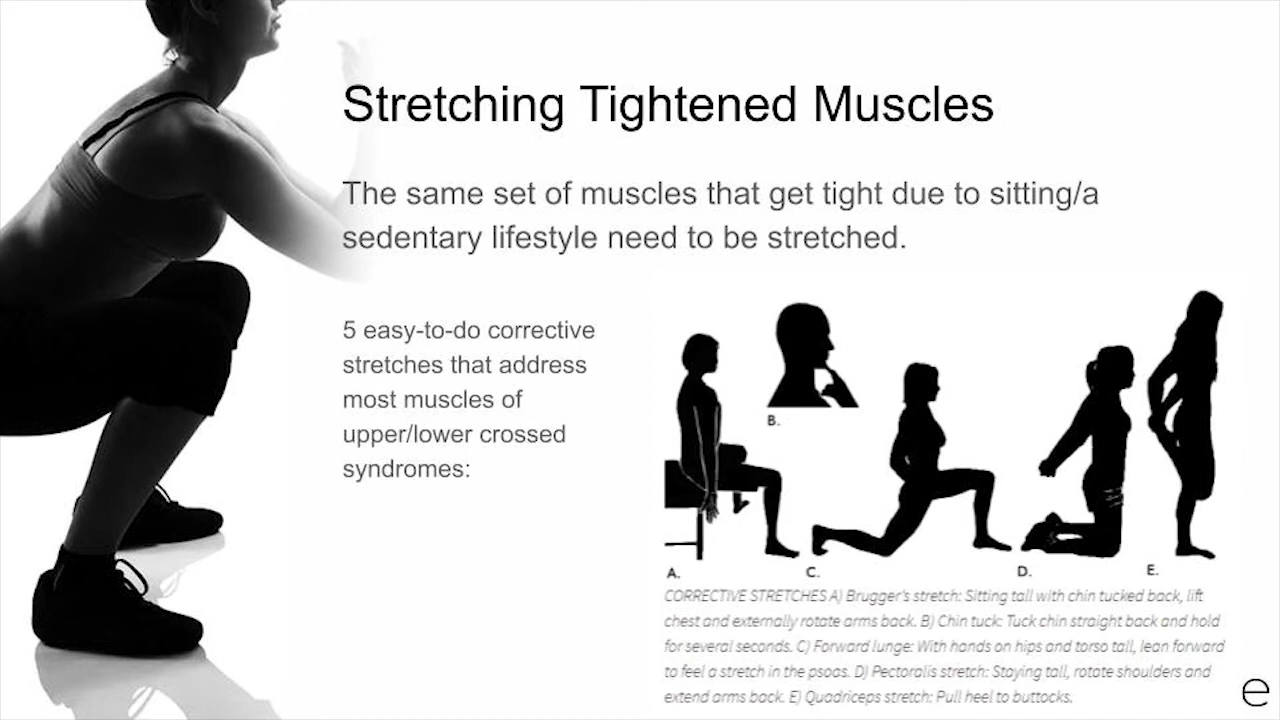 Stretching Tightened Muscles
The same set of muscles that get tight due to sitting/a
sedentary lifestyle need to be stretched.
5 easy-to-do corrective
stretches that address
most muscles of
upper/lower crossed
syndromes:
B.
A.
C.
D.
E.
CORRECTIVE STRETCHES A) Brugger's stretch: Sitting tall with chin tucked back, lift
chest and externally rotate arms back. B) Chin tuck: Tuck chin straight back and hold
for several seconds. C) Forward lunge: With hands on hips and torso tall, lean forward
to feel a stretch in the psoas. D) Pectoralis stretch: Staying tall, rotate shoulders and
extend arms back. E) Quadriceps stretch: Pull heel to buttocks.
e